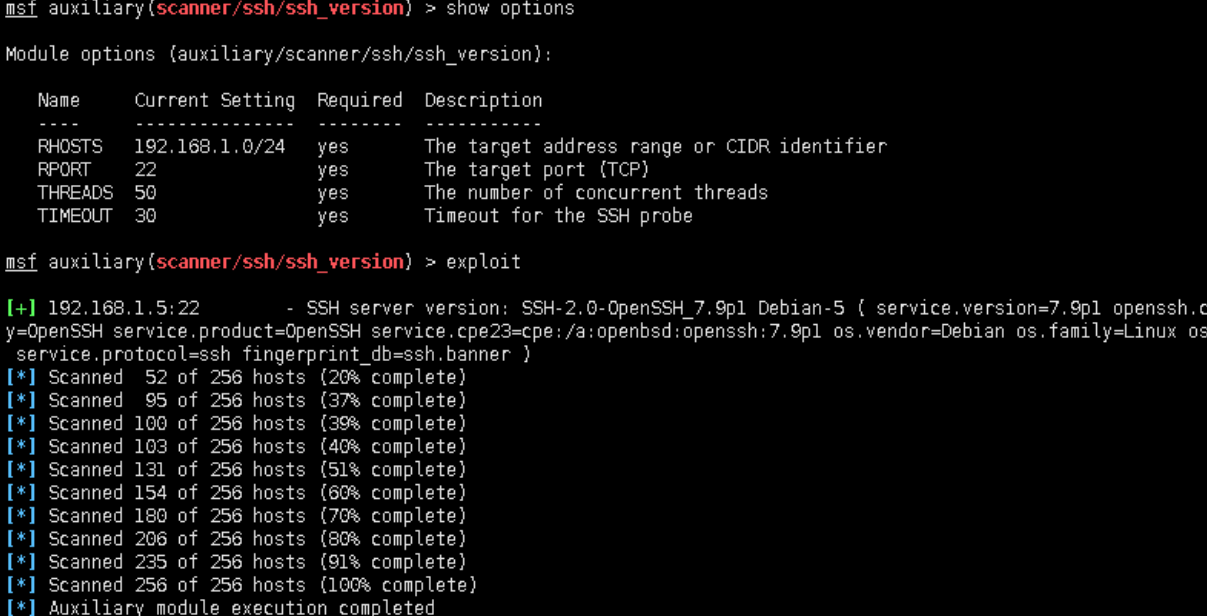 msf auxiliary(scanner/ssh/ssh_version) > show options
Module options (auxiliary/scanner/ssh/ssh_version):
Name Current Setting Required Description
---- --------------- -------- -----------
RHOSTS 192.168.1.0/24 yes The target address range or CIDR identifier
RPORT 22 yes The target port (TCP)
THREADS 50 yes The number of concurrent threads
TIMEOUT 30 yes Timeout for the SSH probe
msf auxiliary(scanner/ssh/ssh_version) > exploit
[+] 192.168.1.5:22 - SSH server version: SSH-2.0-OpenSSH_7.9p1 Debian-5 ( service.version=7.9p1 openssh.c
y=OpenSSH service.product=OpenSSH service.cpe23=cpe:/a:openbsd:openssh:7.9p1 os.vendor=Debian os.family=Linux os
service.protocol=ssh fingerprint_db=ssh.banner )
[*] Scanned 52 of 256 hosts (20% complete)
[*] Scanned 95 of 256 hosts (37% complete)
[*] Scanned 100 of 256 hosts (39% complete)
[*] Scanned 103 of 256 hosts (40% complete)
[*] Scanned 131 of 256 hosts (51% complete)
[*] Scanned 154 of 256 hosts (60% complete)
[*] Scanned 180 of 256 hosts (70% complete)
[*] Scanned 206 of 256 hosts (80% complete)
[*] Scanned 235 of 256 hosts (91% complete)
[*] Scanned 256 of 256 hosts (100% complete)
[*] Auxiliary module execution completed